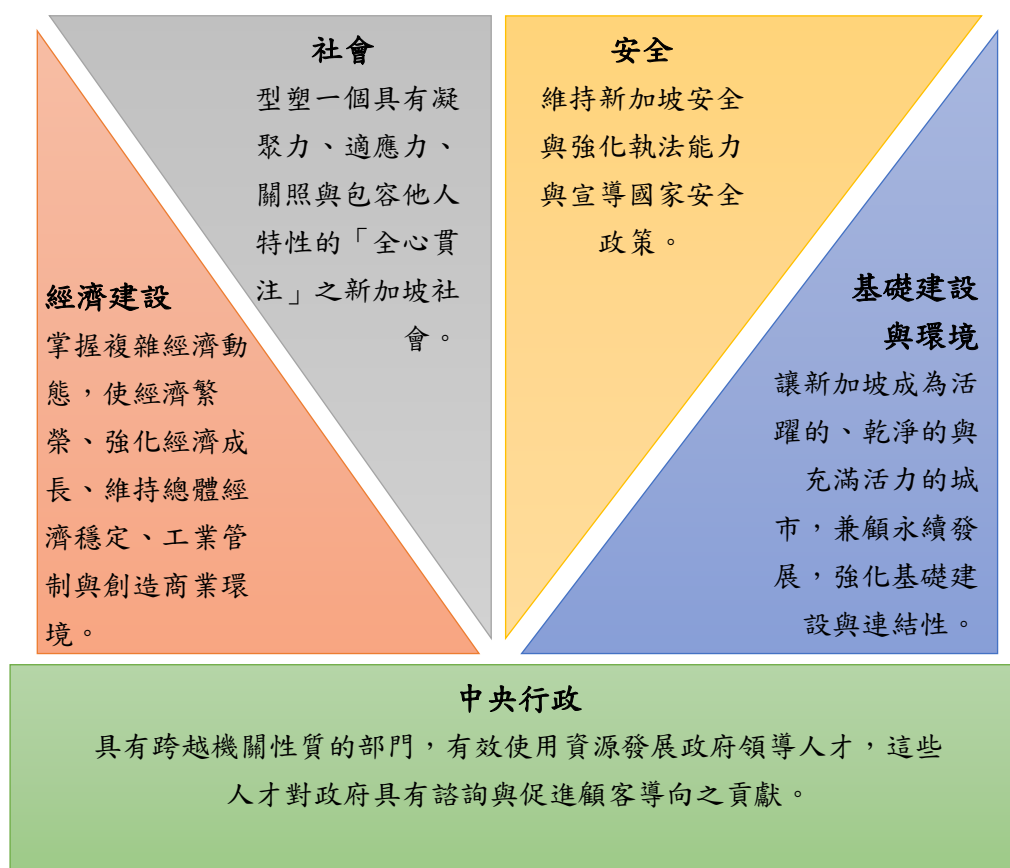 社會
型塑一個具有凝
聚力、適應力、
關照與包容他人
特性的「全心貫
注」之新加坡社
會。
安全
維持新加坡安全
與強化執法能力
與宣導國家安全
政策。
經濟建設
掌握複雜經濟動
態，使經濟繁
榮、強化經濟成
長、維持總體經
濟穩定、工業管
制與創造商業環
境。
基礎建設
與環境
讓新加坡成為活
躍的、乾淨的與
充滿活力的城
市，兼顧永續發
展，強化基礎建
設與連結性。
中央行政
具有跨越機關性質的部門，有效使用資源發展政府領導人才，這些
人才對政府具有諮詢與促進顧客導向之貢獻。